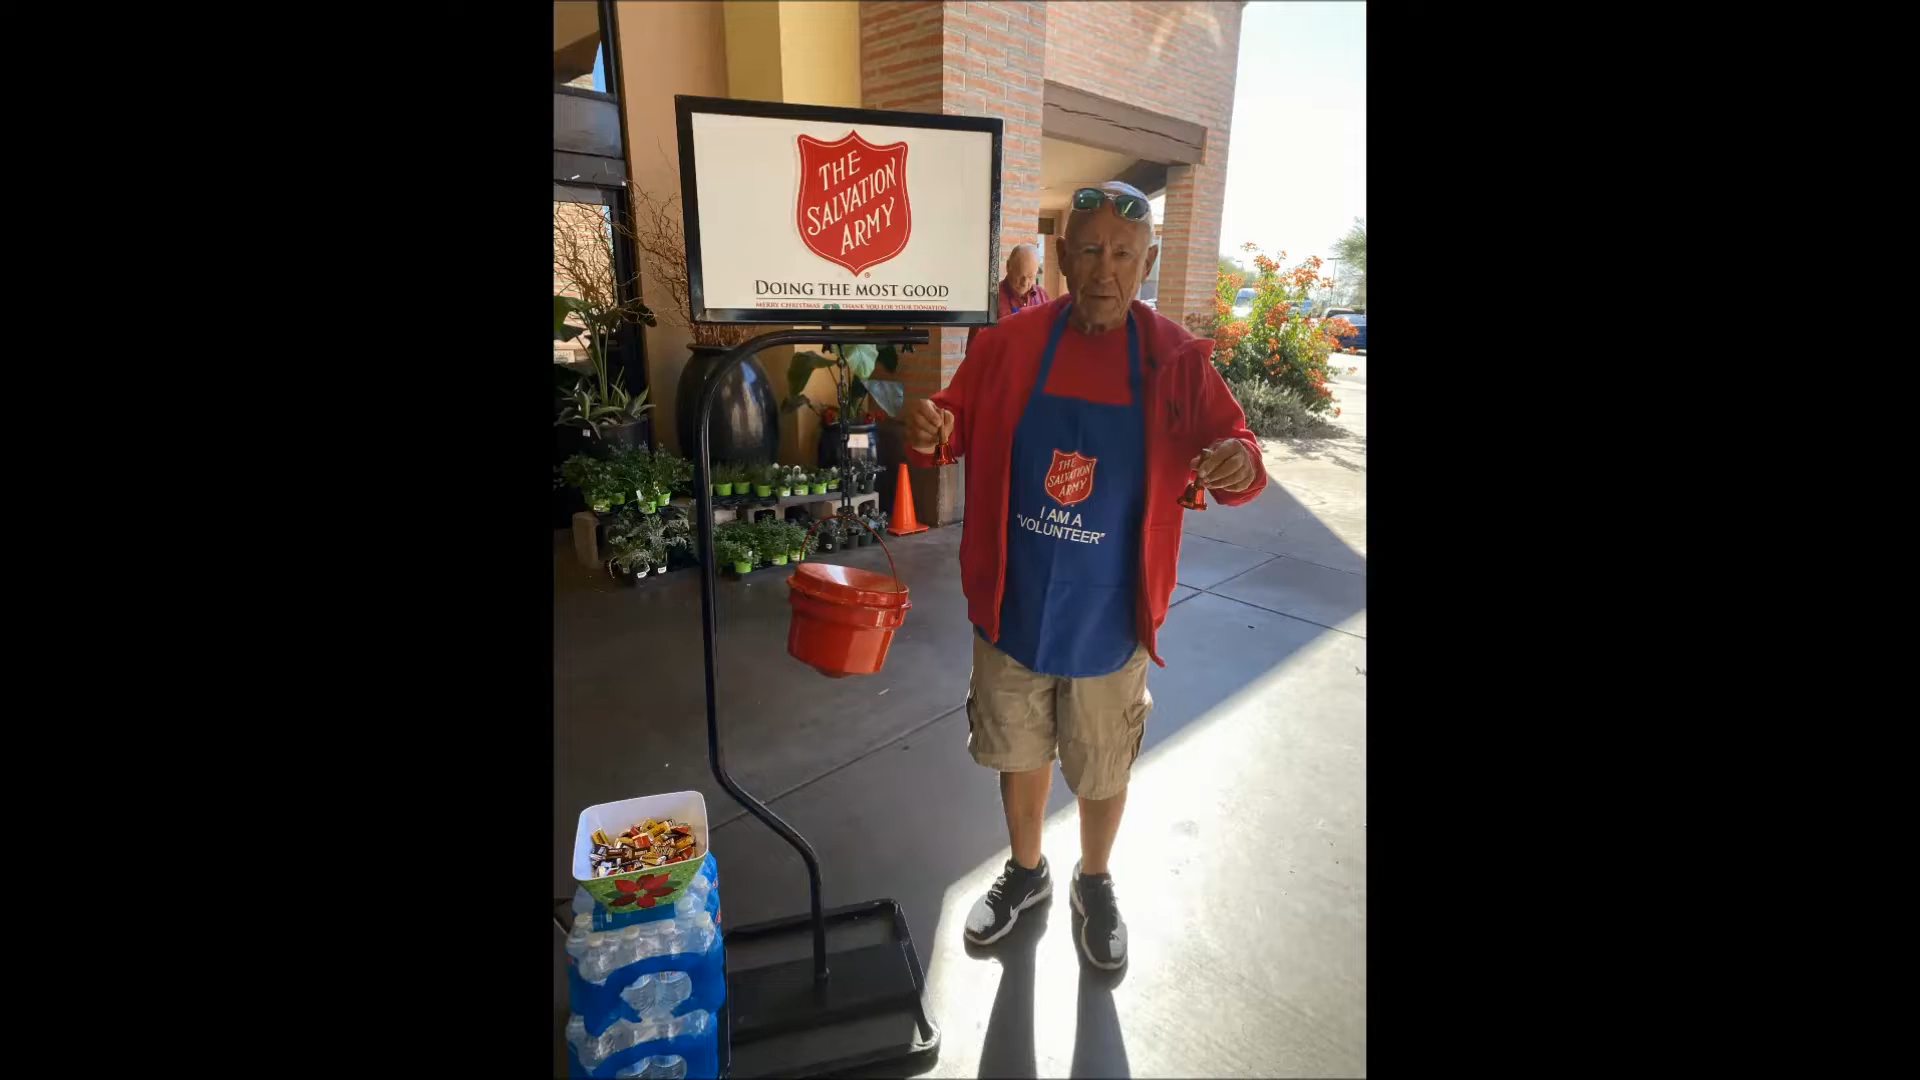 THE
SALVATION
ARMY
DOING THE MOST GOOD
MERRY CHRISTMAS THANK YOU FOR YOUR DONATION
THE
SALVATION
ARMY
I AM A
"VOLUNTEER"